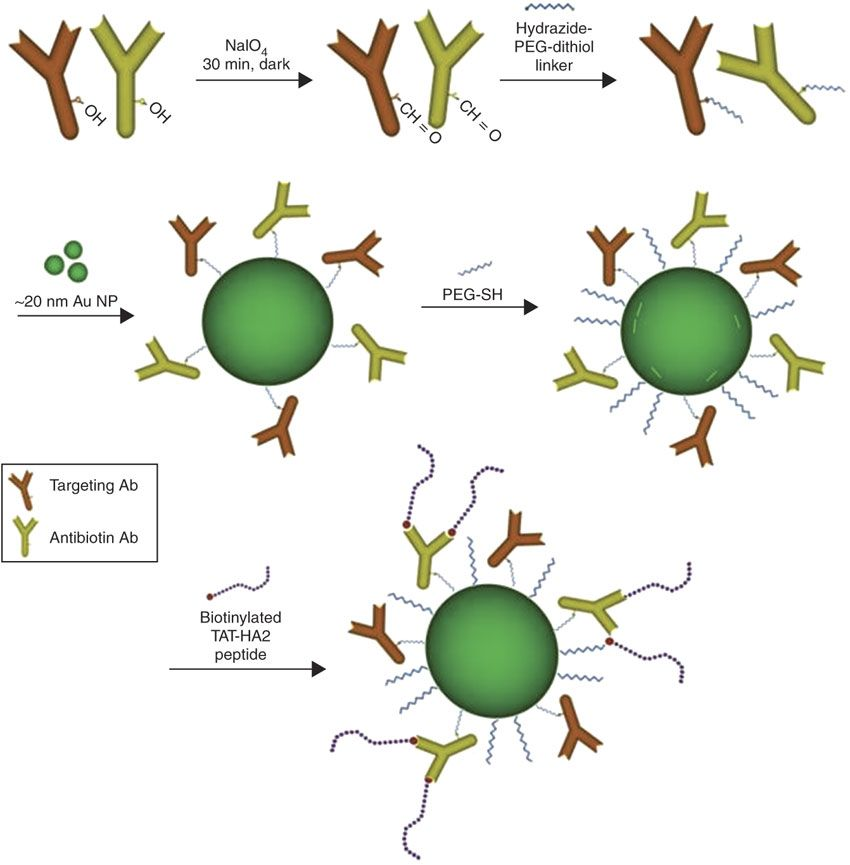 NaIO4
30 min, dark
Hydrazide-
PEG-dithiol
linker
OH
OH
CH = O
CH = O
~20 nm Au NP
PEG-SH
Targeting Ab
Antibiotin Ab
Biotinylated
TAT-HA2
peptide